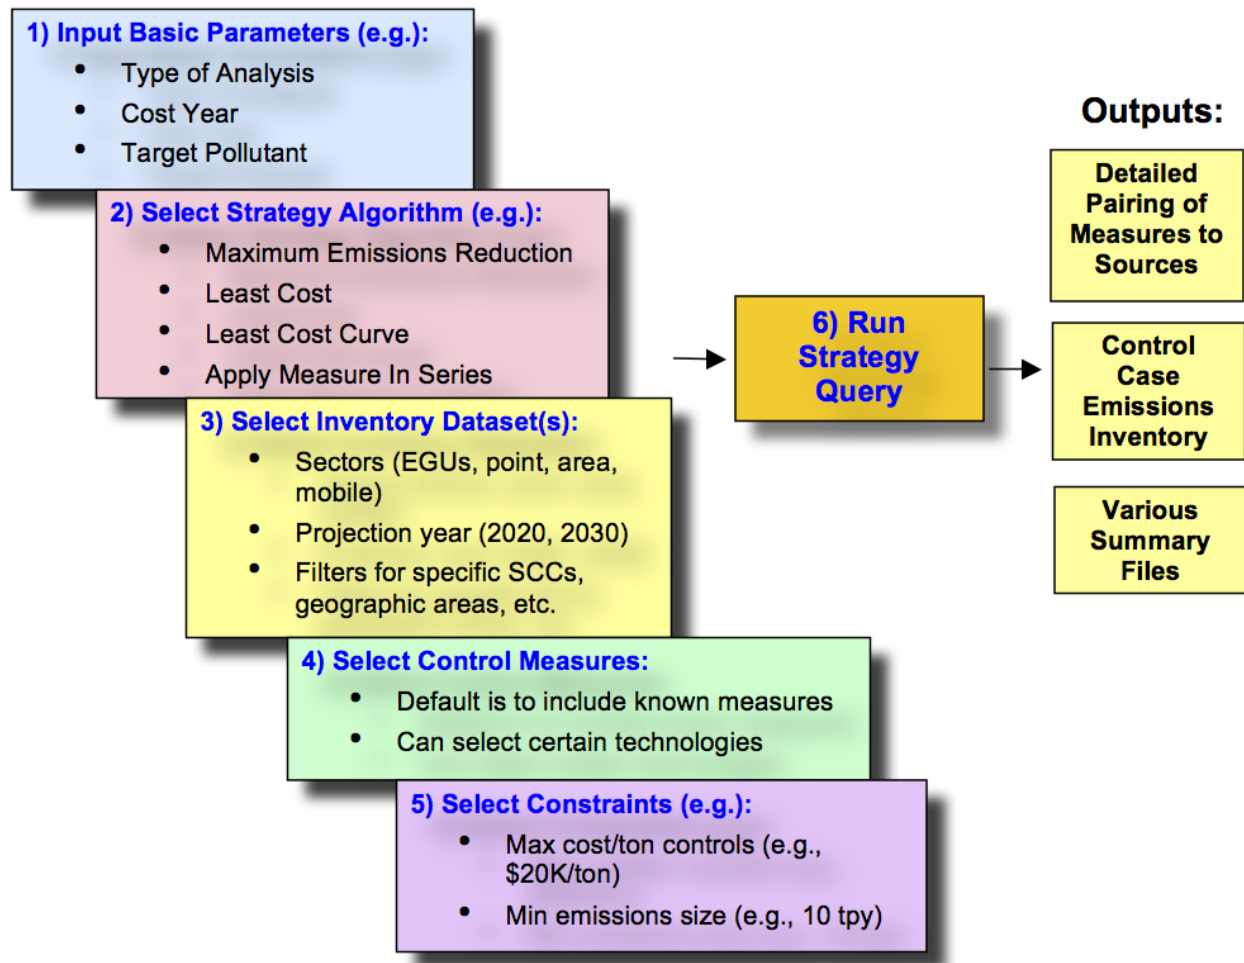 1) Input Basic Parameters (e.g.):
• Type of Analysis
• Cost Year
• Target Pollutant
2) Select Strategy Algorithm (e.g.):
• Maximum Emissions Reduction
• Least Cost
• Least Cost Curve
• Apply Measure In Series
3) Select Inventory Dataset(s):
• Sectors (EGUs, point, area,
mobile)
• Projection year (2020, 2030)
• Filters for specific SCCs,
geographic areas, etc.
4) Select Control Measures:
• Default is to include known measures
• Can select certain technologies
5) Select Constraints (e.g.):
• Max cost/ton controls (e.g.,
$20K/ton)
• Min emissions size (e.g., 10 tpy)
6) Run
Strategy
Query
Outputs:
Detailed
Pairing of
Measures to
Sources
Control
Case
Emissions
Inventory
Various
Summary
Files